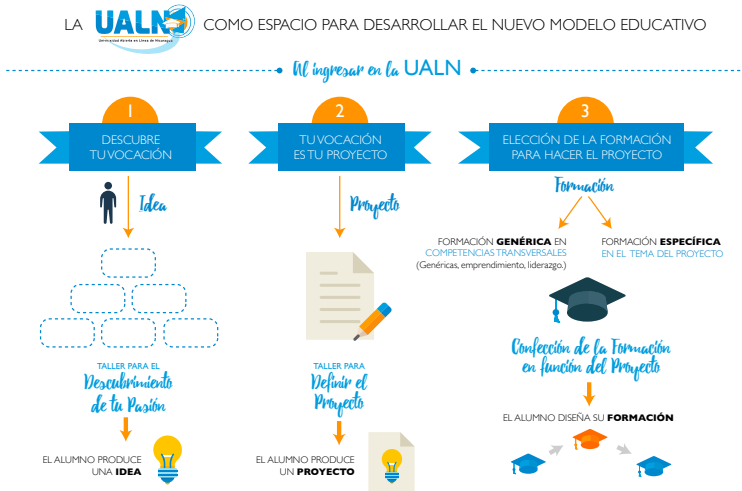 LA UALN COMO ESPACIO PARA DESARROLLAR EL NUEVO MODELO EDUCATIVO
Universidad Abierta en Línea de Nicaragua
Al ingresar en la UALN
1
DESCUBRE
TU VOCACIÓN
Idea
TALLER PARA EL
Descubrimiento
de tu Pasión
EL ALUMNO PRODUCE
UNA IDEA
2
TU VOCACIÓN
ES TU PROYECTO
Proyecto
TALLER PARA
Definir el
Proyecto
EL ALUMNO PRODUCE
UN PROYECTO
3
ELECCIÓN DE LA FORMACIÓN
PARA HACER EL PROYECTO
Formación
FORMACIÓN GENÉRICA EN
COMPETENCIAS TRANSVERSALES
(Genéricas, emprendimiento, liderazgo.)
FORMACIÓN ESPECÍFICA
EN EL TEMA DEL PROYECTO
Confección de la Formación
en función del Proyecto
EL ALUMNO DISEÑA SU FORMACIÓN